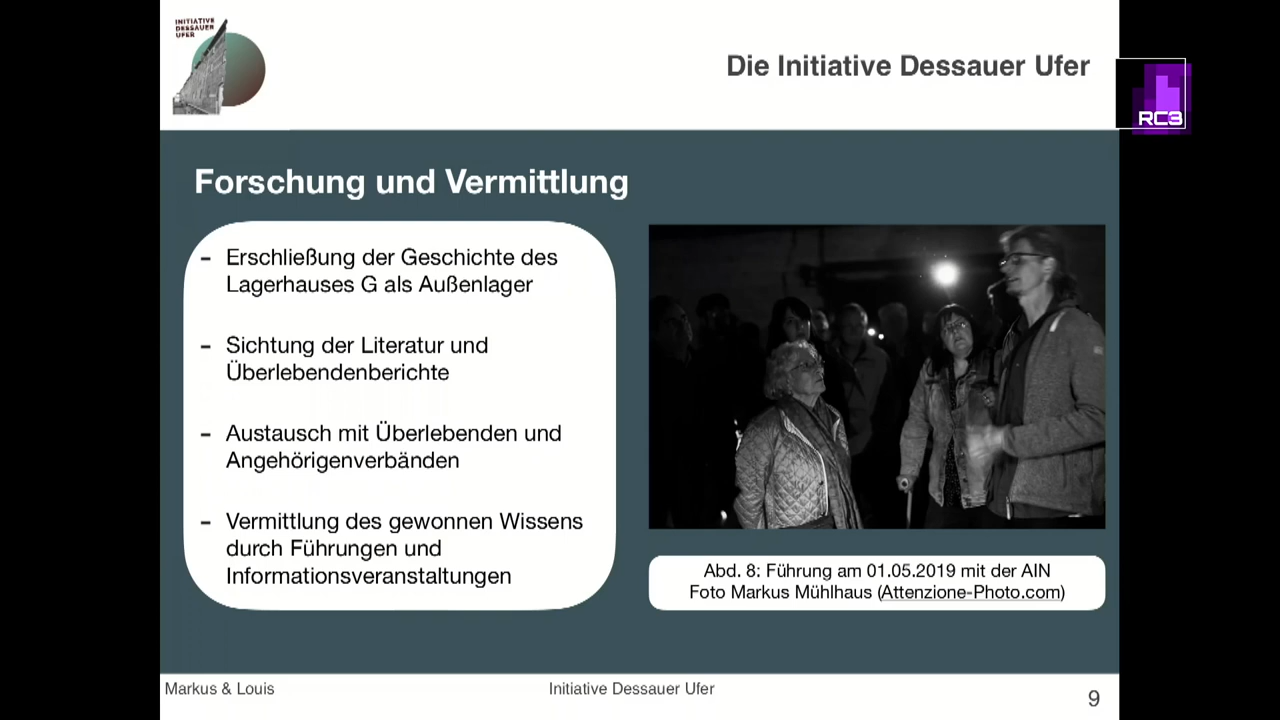 INITIATIVE
DESSAUER
UFER
Die Initiative Dessauer Ufer
RC3
Forschung und Vermittlung
– Erschließung der Geschichte des
Lagerhauses G als Außenlager
– Sichtung der Literatur und
Überlebendenberichte
– Austausch mit Überlebenden und
Angehörigenverbänden
– Vermittlung des gewonnen Wissens
durch Führungen und
Informationsveranstaltungen
Abd. 8: Führung am 01.05.2019 mit der AIN
Foto Markus Mühlhaus (Attenzione-Photo.com)
Markus & Louis
Initiative Dessauer Ufer
9